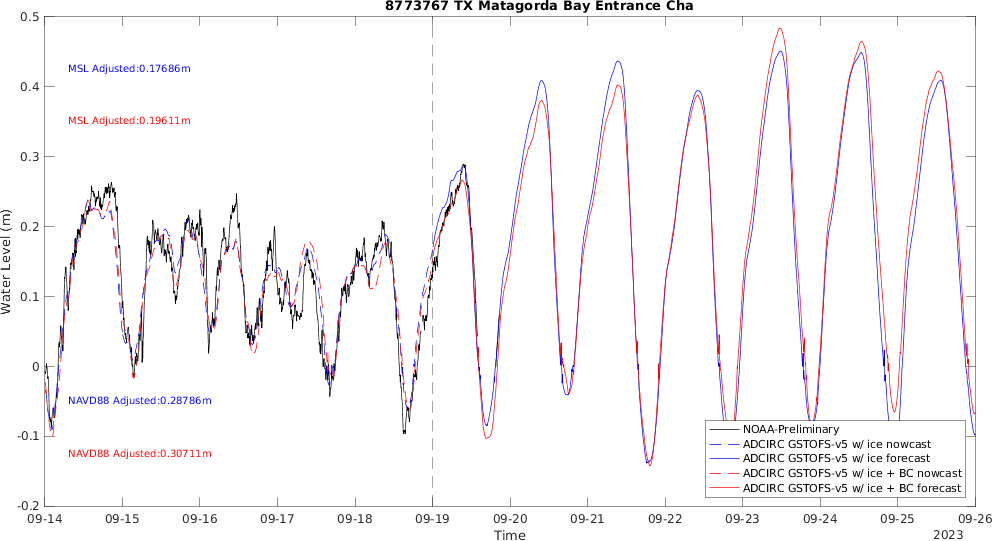 8773767 TX Matagorda Bay Entrance Cha
0.5
0.4
0.3
0.2
0.1
0
-0.1
-0.2
Water Level (m)
MSL Adjusted:0.17686m
MSL Adjusted:0.19611m
NAVD88 Adjusted:0.28786m
NAVD88 Adjusted:0.30711m
NOAA-Preliminary
ADCIRC GSTOFS-v5 w/ ice nowcast
ADCIRC GSTOFS-v5 w/ ice forecast
ADCIRC GSTOFS-v5 w/ ice + BC nowcast
ADCIRC GSTOFS-v5 w/ ice + BC forecast
09-14 09-15 09-16 09-17 09-18 09-19 09-20 09-21 09-22 09-23 09-24 09-25 09-26
Time
2023